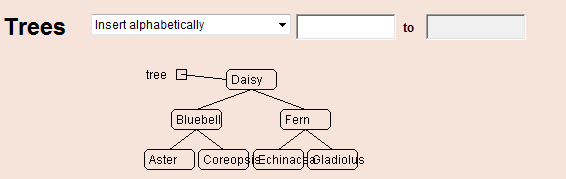 Trees Insert alphabetically to
tree Daisy
Bluebell Fern
Aster Coreopsis Echinacea Gladiolus